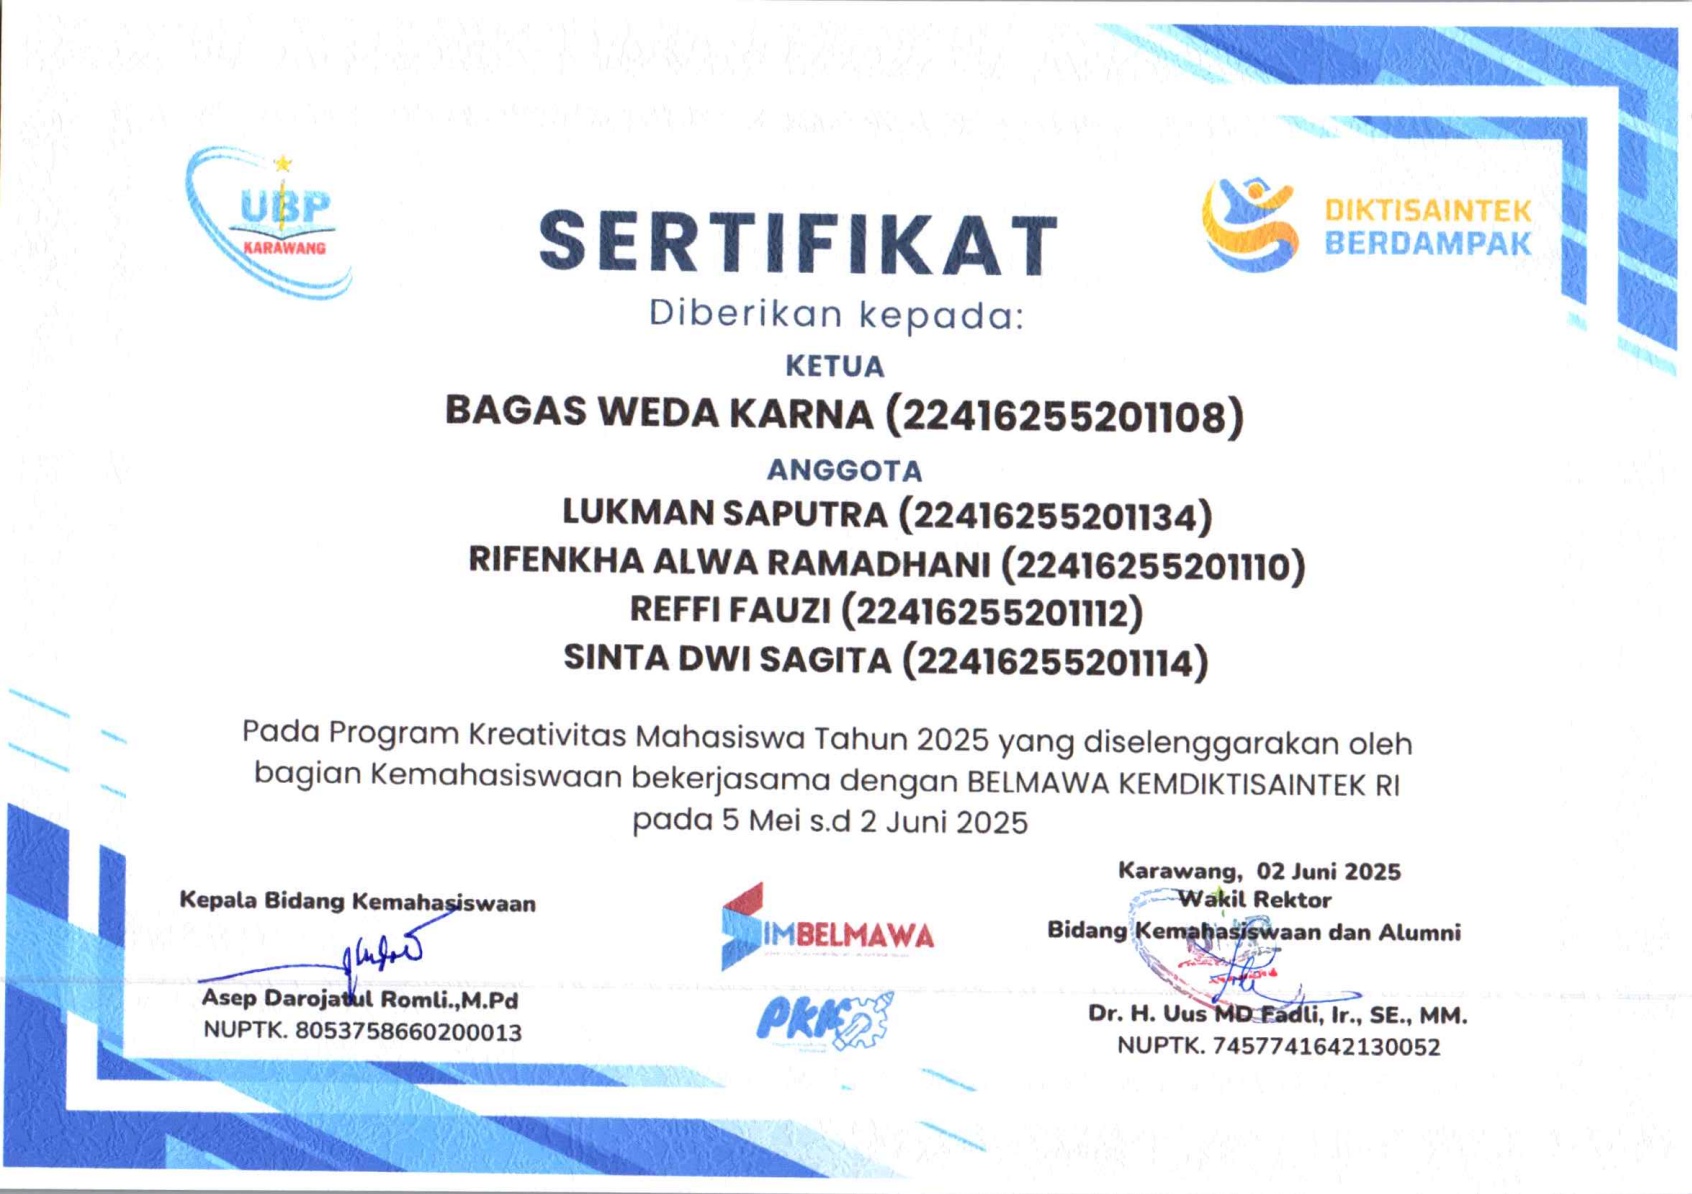 UBP
KARAWANG
DIKTISAINTEK
BERDAMPAK
SERTIFIKAT
Diberikan kepada:
KETUA
BAGAS WEDA KARNA (22416255201108)
ANGGOTA
LUKMAN SAPUTRA (22416255201134)
RIFENKHA ALWA RAMADHANI (22416255201110)
REFFI FAUZI (22416255201112)
SINTA DWI SAGITA (22416255201114)
Pada Program Kreativitas Mahasiswa Tahun 2025 yang diselenggarakan oleh
bagian Kemahasiswaan bekerjasama dengan BELMAWA KEMDIKTISAINTEK RI
pada 5 Mei s.d 2 Juni 2025
Kepala Bidang Kemahasiswaan
Asep Darojatul Romli.,M.Pd
NUPTK. 8053758660200013
SIMBELMAWA
PKM
Karawang, 02 Juni 2025
Wakil Rektor
Bidang Kemahasiswaan dan Alumni
Dr. H. Uus MD Fadli, Ir., SE., MM.
NUPTK. 7457741642130052